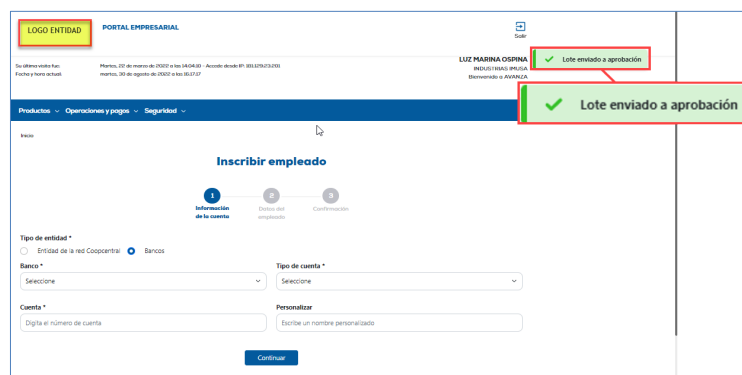 LOGO ENTIDAD
PORTAL EMPRESARIAL
Salir
LUZ MARINA OSPINA
INDUSTRIAS IMUSA
Bienvenido a AVANZA
Lote enviado a aprobación
Lote enviado a aprobación
Su última visita fue: Martes, 22 de marzo de 2022 a las 14:04:10 - Accede desde IP: 181.129.23.201
Fecha y hora actual: martes, 30 de agosto de 2022 a las 16:17:17
Productos Operaciones y pagos Seguridad
Inicio
Inscribir empleado
1 2 3
Información de la cuenta
Datos del empleado
Confirmación
Tipo de entidad *
Entidad de la red Coopcentral Bancos
Banco * Tipo de cuenta *
Seleccione Seleccione
Cuenta * Personalizar
Digita el número de cuenta Escribe un nombre personalizado
Continuar